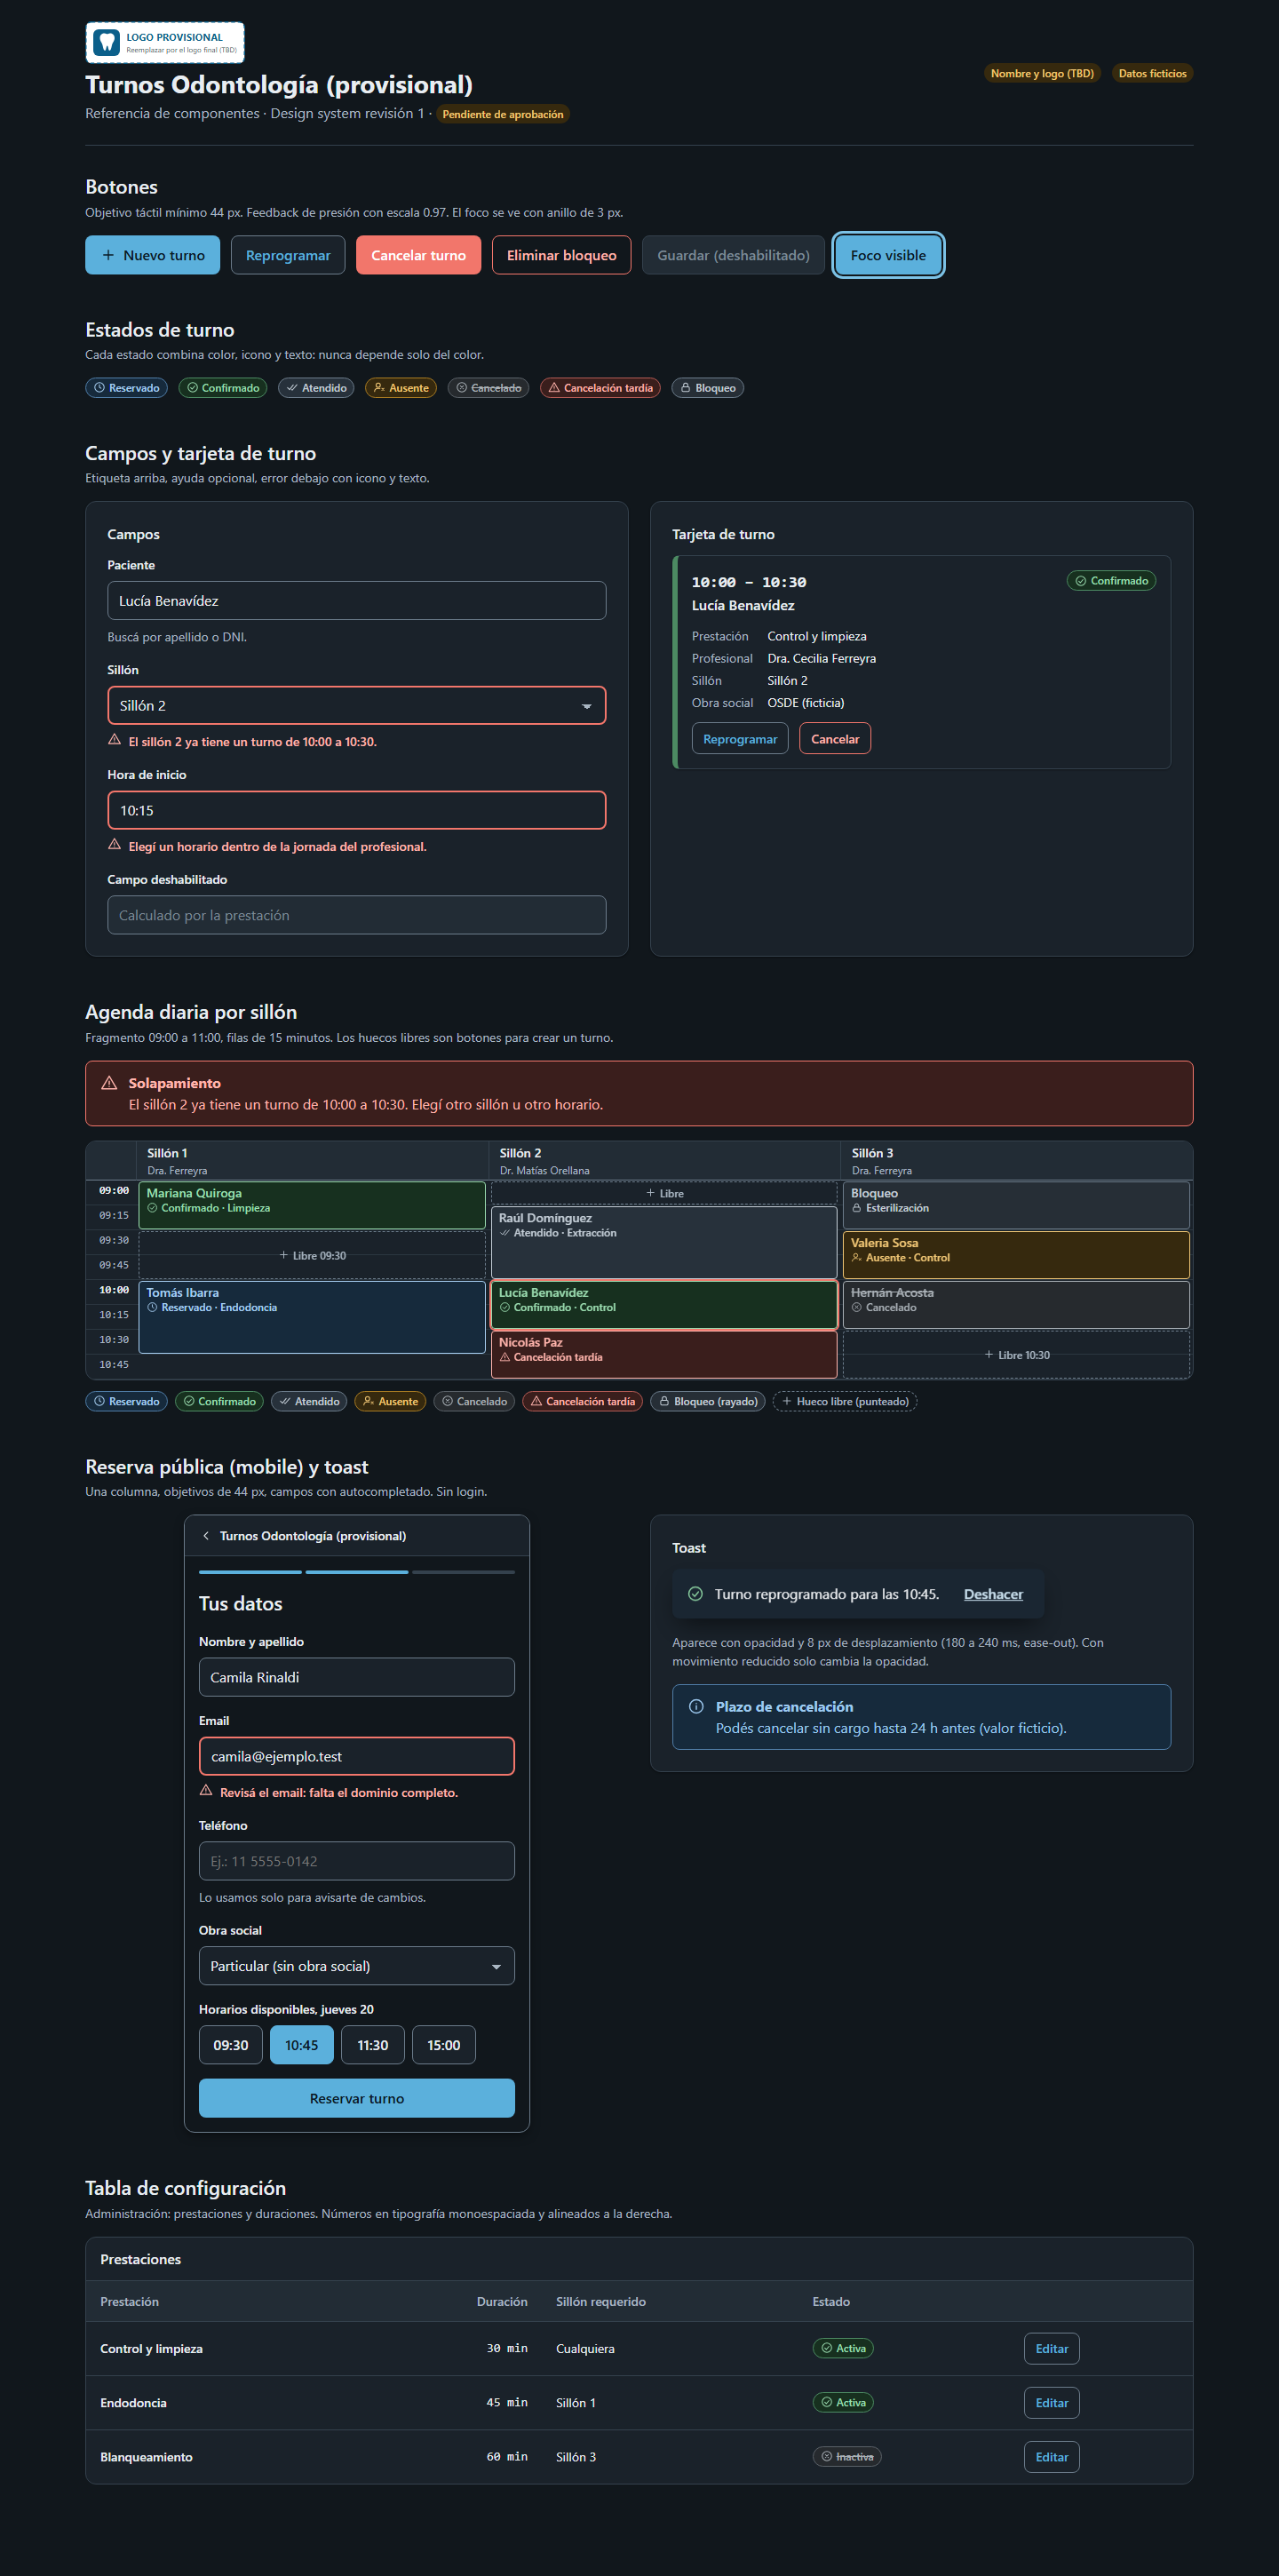 LOGO PROVISIONAL
Reemplazar por el logo final (TBD)
Turnos Odontología (provisional)
Nombre y logo (TBD)
Datos ficticios
Referencia de componentes · Design system revisión 1 · Pendiente de aprobación
Botones
Objetivo táctil mínimo 44 px. Feedback de presión con escala 0.97. El foco se ve con anillo de 3 px.
+ Nuevo turno
Reprogramar
Cancelar turno
Eliminar bloqueo
Guardar (deshabilitado)
Foco visible
Estados de turno
Cada estado combina color, icono y texto: nunca depende solo del color.
Reservado
Confirmado
Atendido
Ausente
Cancelado
Cancelación tardía
Bloqueo
Campos y tarjeta de turno
Etiqueta arriba, ayuda opcional, error debajo con icono y texto.
Campos
Paciente
Lucía Benavídez
Buscá por apellido o DNI.
Sillón
Sillón 2
El sillón 2 ya tiene un turno de 10:00 a 10:30.
Hora de inicio
10:15
Elegí un horario dentro de la jornada del profesional.
Campo deshabilitado
Calculado por la prestación
Tarjeta de turno
10:00 – 10:30
Confirmado
Lucía Benavídez
Prestación Control y limpieza
Profesional Dra. Cecilia Ferreyra
Sillón Sillón 2
Obra social OSDE (ficticia)
Reprogramar
Cancelar
Agenda diaria por sillón
Fragmento 09:00 a 11:00, filas de 15 minutos. Los huecos libres son botones para crear un turno.
Solapamiento
El sillón 2 ya tiene un turno de 10:00 a 10:30. Elegí otro sillón u otro horario.
Sillón 1
Dra. Ferreyra
Sillón 2
Dr. Matías Orellana
Sillón 3
Dra. Ferreyra
09:00
09:15
09:30
09:45
10:00
10:15
10:30
10:45
Mariana Quiroga
Confirmado · Limpieza
+ Libre 09:30
Tomás Ibarra
Reservado · Endodoncia
+ Libre
Raúl Domínguez
Atendido · Extracción
Lucía Benavídez
Confirmado · Control
Nicolás Paz
Cancelación tardía
Bloqueo
Esterilización
Valeria Sosa
Ausente · Control
Hernán Acosta
Cancelado
+ Libre 10:30
Reservado
Confirmado
Atendido
Ausente
Cancelado
Cancelación tardía
Bloqueo (rayado)
+ Hueco libre (punteado)
Reserva pública (mobile) y toast
Una columna, objetivos de 44 px, campos con autocompletado. Sin login.
Turnos Odontología (provisional)
Tus datos
Nombre y apellido
Camila Rinaldi
Email
camila@ejemplo.test
Revisá el email: falta el dominio completo.
Teléfono
Ej.: 11 5555-0142
Lo usamos solo para avisarte de cambios.
Obra social
Particular (sin obra social)
Horarios disponibles, jueves 20
09:30
10:45
11:30
15:00
Reservar turno
Toast
Turno reprogramado para las 10:45. Deshacer
Aparece con opacidad y 8 px de desplazamiento (180 a 240 ms, ease-out). Con
movimiento reducido solo cambia la opacidad.
Plazo de cancelación
Podés cancelar sin cargo hasta 24 h antes (valor ficticio).
Tabla de configuración
Administración: prestaciones y duraciones. Números en tipografía monoespaciada y alineados a la derecha.
Prestaciones
Prestación Duración Sillón requerido Estado
Control y limpieza 30 min Cualquiera Activa Editar
Endodoncia 45 min Sillón 1 Activa Editar
Blanqueamiento 60 min Sillón 3 Inactiva Editar